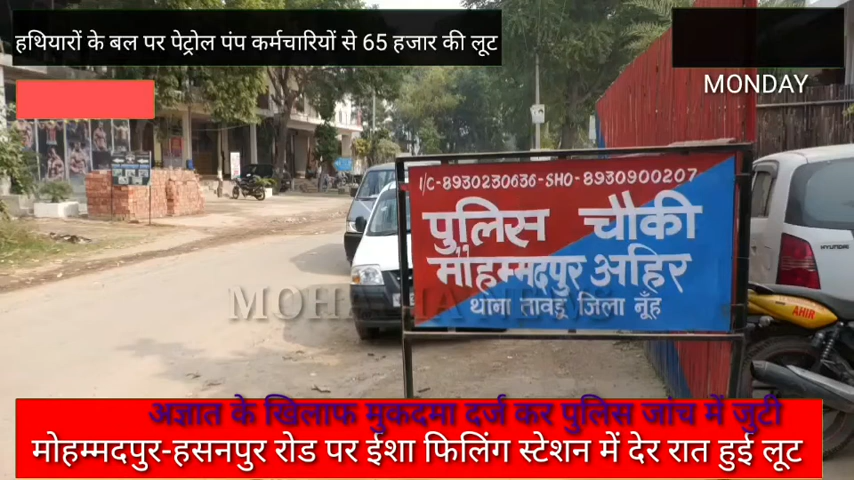 हथियारों के बल पर पेट्रोल पंप कर्मचारियों से 65 हजार की लूट
MONDAY
I/C-8930230636-SHO-8930900207
पुलिस चौकी
मोहम्मदपुर अहिर
थाना तावडू जिला नूँह
HYUNDAI
AHIR
अज्ञात के खिलाफ मुकदमा दर्ज कर पुलिस जांच में जुटी
मोहम्मदपुर-हसनपुर रोड पर ईशा फिलिंग स्टेशन में देर रात हुई लूट